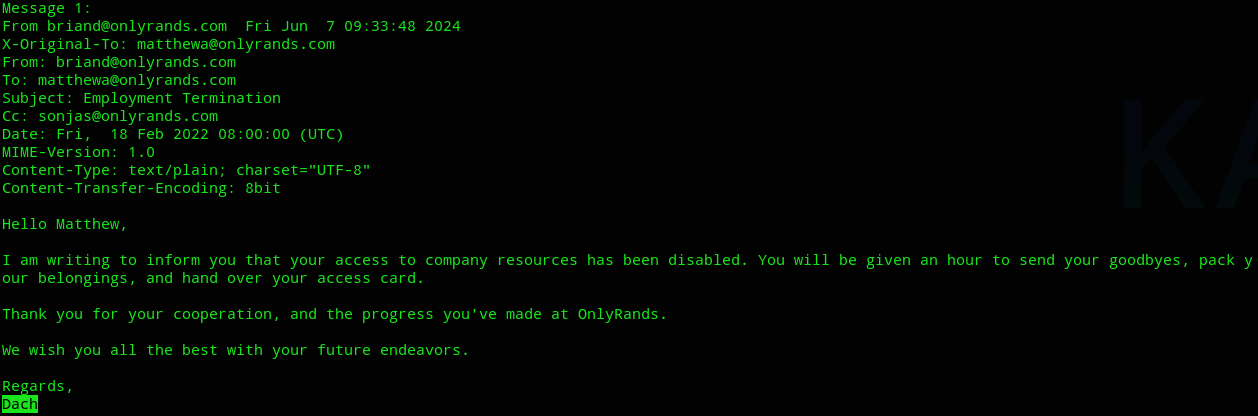 Message 1:
From briand@onlyrands.com  Fri Jun  7 09:33:48 2024
X-Original-To: matthewa@onlyrands.com
From: briand@onlyrands.com
To: matthewa@onlyrands.com
Subject: Employment Termination
Cc: sonjas@onlyrands.com
Date: Fri,  18 Feb 2022 08:00:00 (UTC)
MIME-Version: 1.0
Content-Type: text/plain; charset="UTF-8"
Content-Transfer-Encoding: 8bit
KA
Hello Matthew,
I am writing to inform you that your access to company resources has been disabled. You will be given an hour to send your goodbyes, pack y
our belongings, and hand over your access card.
Thank you for your cooperation, and the progress you've made at OnlyRands.
We wish you all the best with your future endeavors.
Regards,
Dach